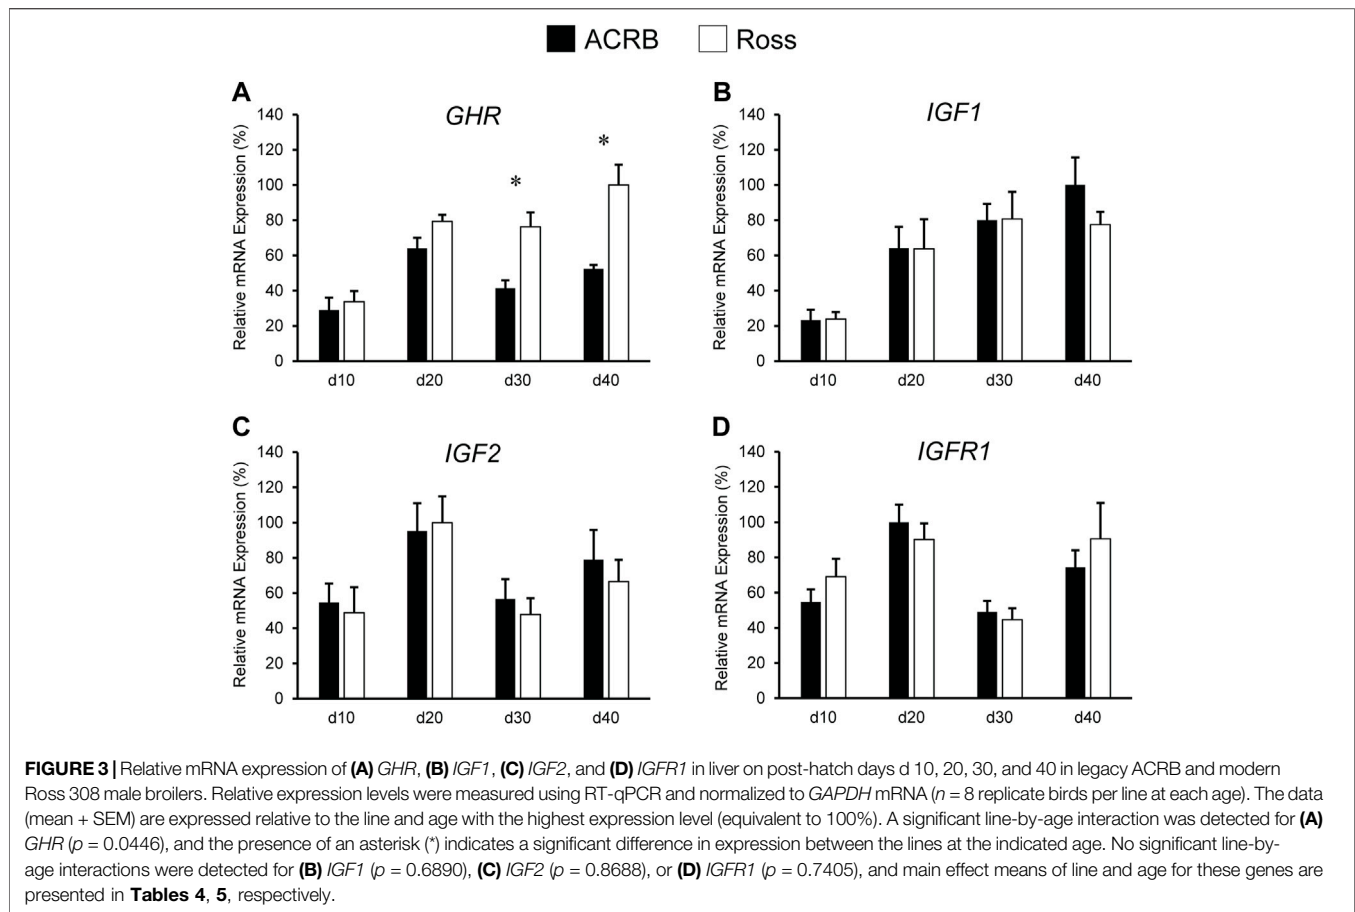 ACRB Ross
A
GHR
Relative mRNA Expression (%)
140
120
100
80
60
40
20
0
*
*
d10 d20 d30 d40
B
IGF1
Relative mRNA Expression (%)
140
120
100
80
60
40
20
0
d10 d20 d30 d40
C
IGF2
Relative mRNA Expression (%)
140
120
100
80
60
40
20
0
d10 d20 d30 d40
D
IGFR1
Relative mRNA Expression (%)
140
120
100
80
60
40
20
0
d10 d20 d30 d40
FIGURE 3 | Relative mRNA expression of (A) GHR, (B) IGF1, (C) IGF2, and (D) IGFR1 in liver on post-hatch days d 10, 20, 30, and 40 in legacy ACRB and modern
Ross 308 male broilers. Relative expression levels were measured using RT-qPCR and normalized to GAPDH mRNA (n = 8 replicate birds per line at each age). The data
(mean + SEM) are expressed relative to the line and age with the highest expression level (equivalent to 100%). A significant line-by-age interaction was detected for (A)
GHR (p = 0.0446), and the presence of an asterisk (*) indicates a significant difference in expression between the lines at the indicated age. No significant line-by-
age interactions were detected for (B) IGF1 (p = 0.6890), (C) IGF2 (p = 0.8688), or (D) IGFR1 (p = 0.7405), and main effect means of line and age for these genes are
presented in Tables 4, 5, respectively.